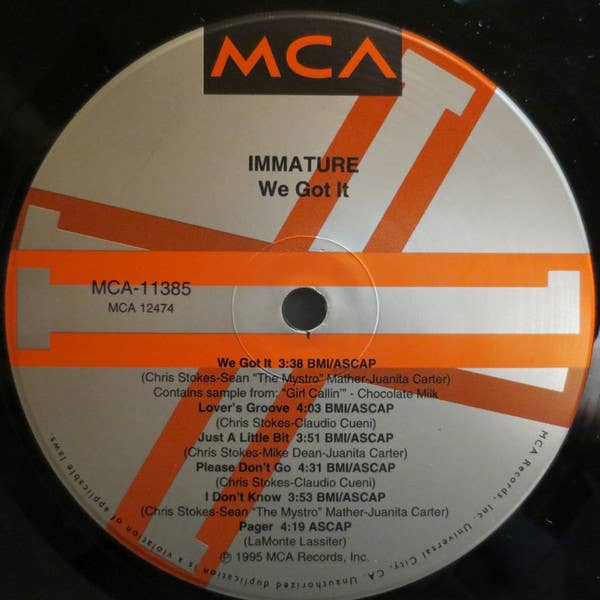 MCA
IMMATURE
We Got It
MCA-11385
MCA 12474
We Got It 3:38 BMI/ASCAP
(Chris Stokes-Sean "The Mystro" Mather-Juanita Carter)
Contains sample from: "Girl Callin'" - Chocolate Milk
Lover's Groove 4:03 BMI/ASCAP
(Chris Stokes-Claudio Cueni)
Just A Little Bit 3:51 BMI/ASCAP
(Chris Stokes-Mike Dean-Juanita Carter)
Please Don't Go 4:31 BMI/ASCAP
(Chris Stokes-Claudio Cueni)
I Don't Know 3:53 BMI/ASCAP
(Chris Stokes-Sean "The Mystro" Mather-Juanita Carter)
Pager 4:19 ASCAP
(LaMonte Lassiter)
℗ 1995 MCA Records, Inc.
MCA Records, Inc. Universal City, CA. Unauthorized duplication is a violation of applicable laws.